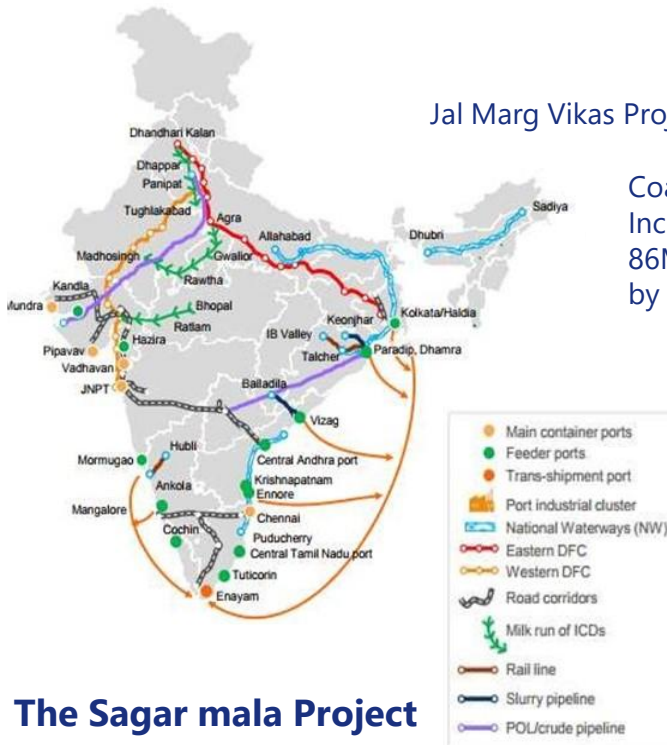 Jal Marg Vikas Proj
Coa
Inc
86M
by
Dhandhari Kalan
Dhappar
Panipat
Tughlakabad
Agra
Allahabad
Dhubri
Sadiya
Madhosingh
Gwalior
Rawtha
Kandla
Mundra
Bhopal
Ratlam
Hazira
Pipavav
Vadhavan
JNPT
IB Valley
Keonjhar
Kolkata/Haldia
Talcher
Paradip, Dhamra
Bailadila
Vizag
Central Andhra port
Mormugao
Hubli
Ankola
Krishnapatnam
Ennore
Mangalore
Chennai
Cochin
Puducherry
Central Tamil Nadu port
Tuticorin
Enayam
Main container ports
Feeder ports
Trans-shipment port
Port industrial cluster
National Waterways (NW)
Eastern DFC
Western DFC
Road corridors
Milk run of ICDs
Rail line
Slurry pipeline
POL/crude pipeline
The Sagar mala Project